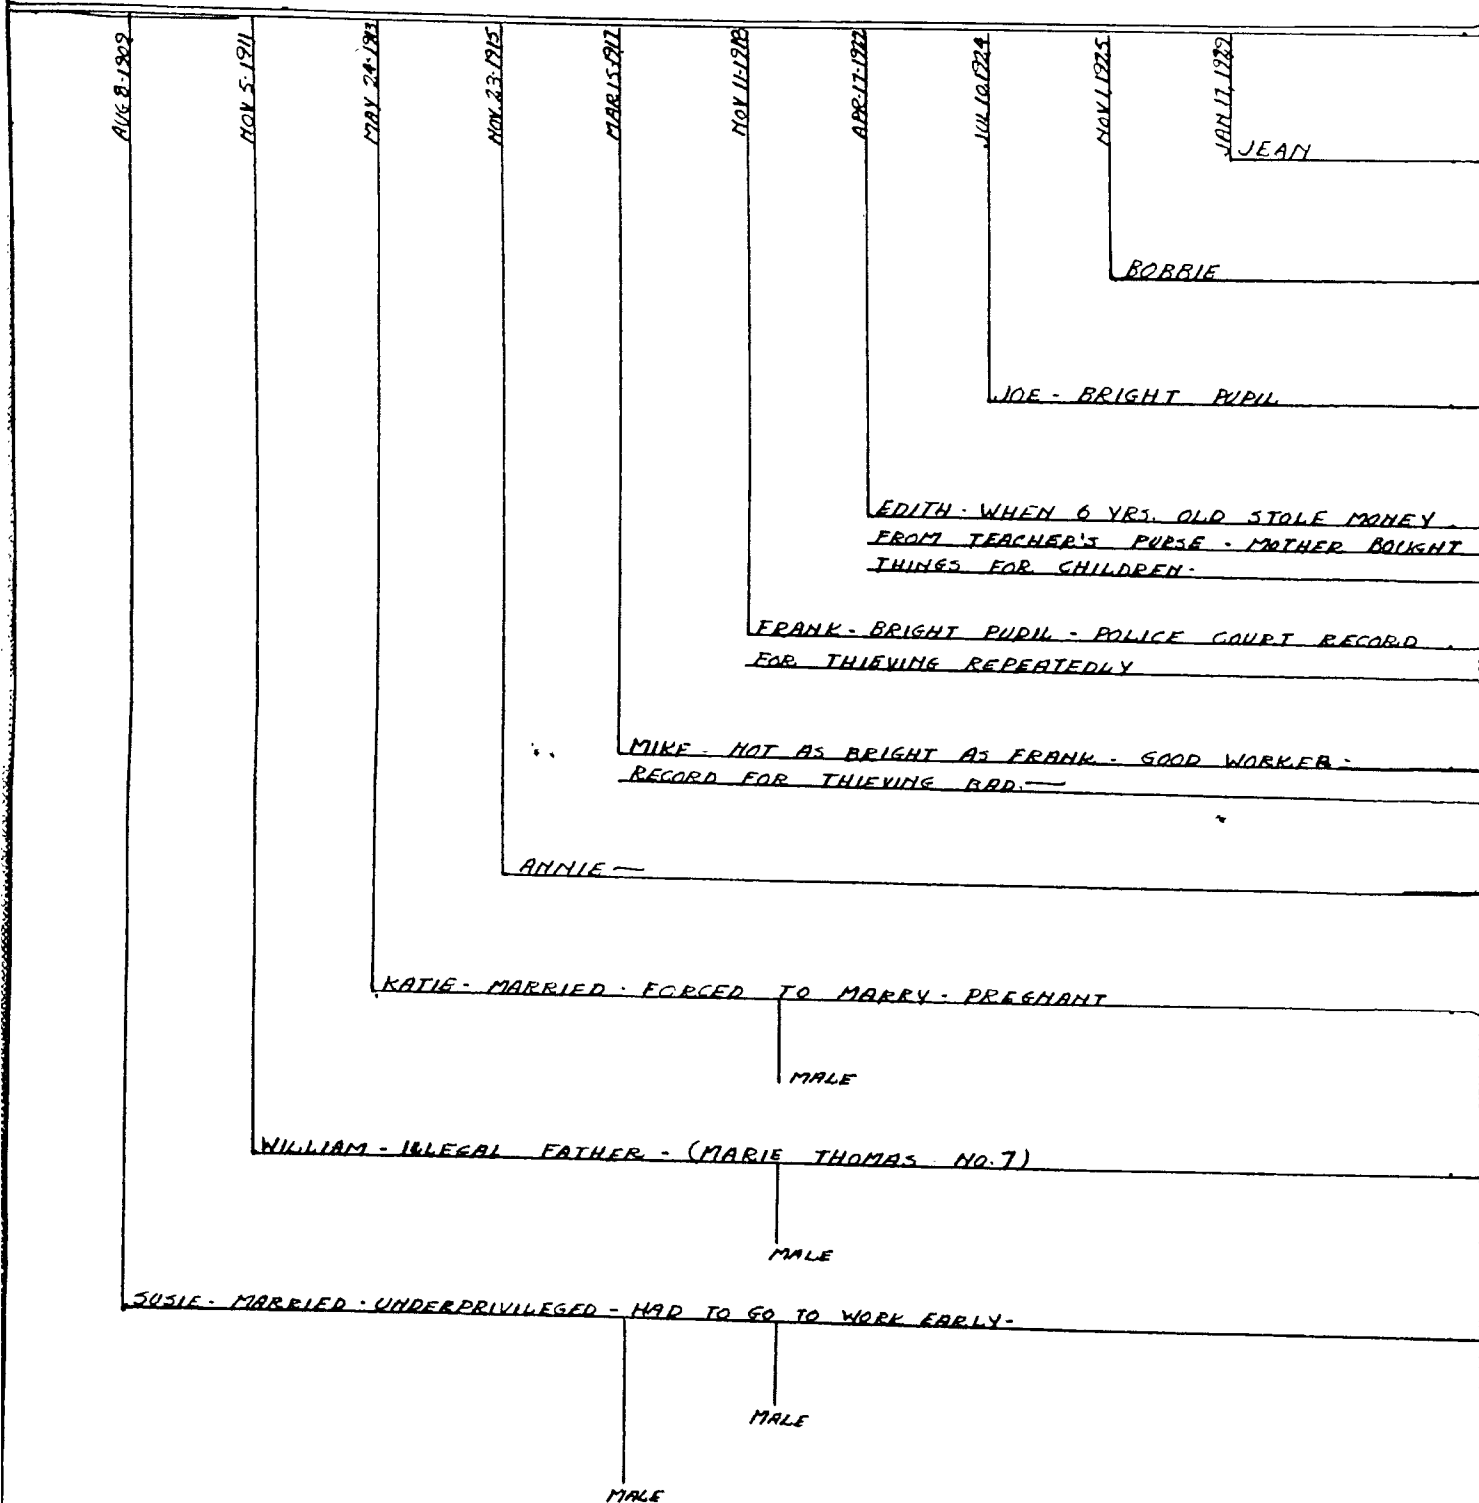 AUG 8-1909
NOV 5-1911
MAY 24-1913
NOV. 23-1915
MAR 15-1917
NOV 11-1918
APR-17-1922
JUL 10, 1924
NOV 1, 1925
JAN 17, 1929
JEAN
BOBBIE
JOE - BRIGHT PUPIL
EDITH - WHEN 6 YRS. OLD STOLE MONEY
FROM TEACHER'S PURSE - MOTHER BOUGHT
THINGS FOR CHILDREN-
FRANK - BRIGHT PUPIL - POLICE COURT RECORD
FOR THIEVING REPEATEDLY
MIKE - NOT AS BRIGHT AS FRANK - GOOD WORKER -
RECORD FOR THIEVING BAD.—
ANNIE —
KATIE - MARRIED - FORCED TO MARRY - PREGNANT
MALE
WILLIAM - ILLEGAL FATHER - (MARIE THOMAS NO. 7)
MALE
SUSIE - MARRIED - UNDERPRIVILEGED - HAD TO GO TO WORK EARLY-
MALE
MALE